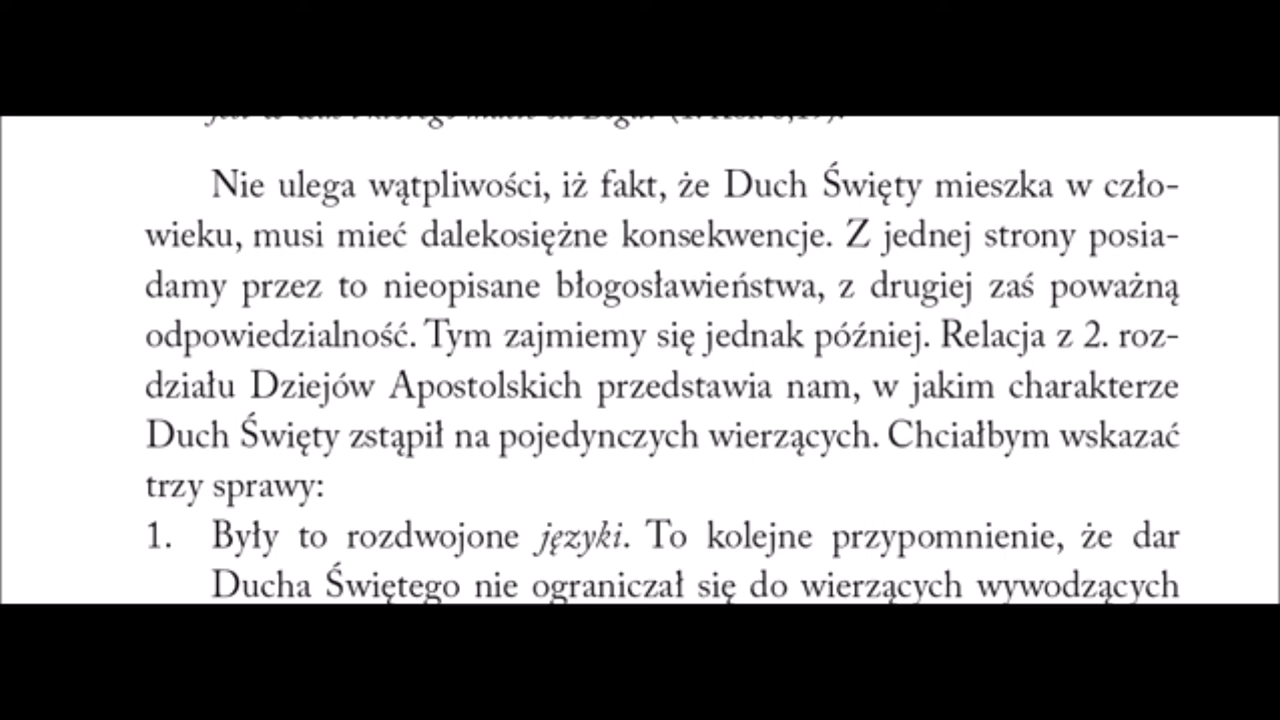 Nie ulega wątpliwości, iż fakt, że Duch Święty mieszka w czło-
wieku, musi mieć dalekosiężne konsekwencje. Z jednej strony posia-
damy przez to nieopisane błogosławieństwa, z drugiej zaś poważną
odpowiedzialność. Tym zajmiemy się jednak później. Relacja z 2. roz-
działu Dziejów Apostolskich przedstawia nam, w jakim charakterze
Duch Święty zstąpił na pojedynczych wierzących. Chciałbym wskazać
trzy sprawy:
1. Były to rozdwojone języki. To kolejne przypomnienie, że dar
Ducha Świętego nie ograniczał się do wierzących wywodzących